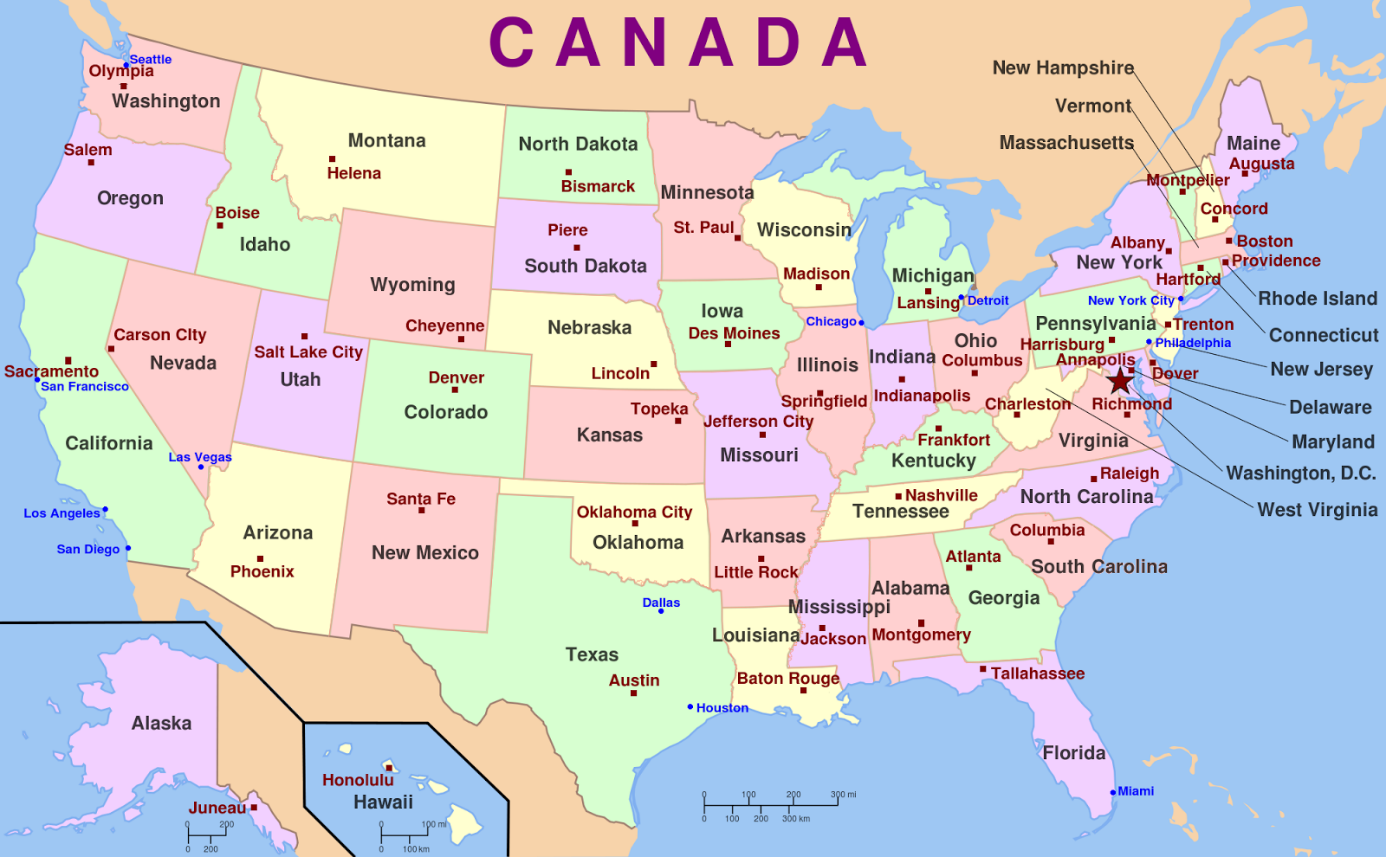 CANADA
Seattle
Olympia
Washington
New Hampshire
Vermont
Massachusetts
Maine
Augusta
Montpelier
Concord
Montana
Helena
North Dakota
Bismarck
Minnesota
St. Paul
Salem
Oregon
Boise
Idaho
Piere
South Dakota
Wisconsin
Madison
Michigan
Lansing
Detroit
Albany
New York
Boston
Providence
Hartford
New York City
Rhode Island
Connecticut
Wyoming
Cheyenne
Nebraska
Lincoln
Iowa
Des Moines
Chicago
Illinois
Springfield
Indiana
Indianapolis
Ohio
Columbus
Pennsylvania
Harrisburg
Trenton
Philadelphia
Annapolis
Dover
New Jersey
Delaware
Maryland
Washington, D.C.
West Virginia
Carson CIty
Nevada
Sacramento
San Francisco
California
Salt Lake City
Utah
Denver
Colorado
Topeka
Kansas
Jefferson City
Missouri
Charleston
Richmond
Virginia
Frankfort
Kentucky
Las Vegas
Los Angeles
San Diego
Arizona
Phoenix
Santa Fe
New Mexico
Oklahoma City
Oklahoma
Arkansas
Little Rock
Nashville
Tennessee
Raleigh
North Carolina
Columbia
South Carolina
Atlanta
Georgia
Alabama
Montgomery
Mississippi
Jackson
Dallas
Texas
Austin
Houston
Louisiana
Baton Rouge
Tallahassee
Florida
Miami
Alaska
Juneau
0 200
0 200
Honolulu
Hawaii
0 100 mi
0 100 km
0 100 200 300 mi
0 100 200 300 km